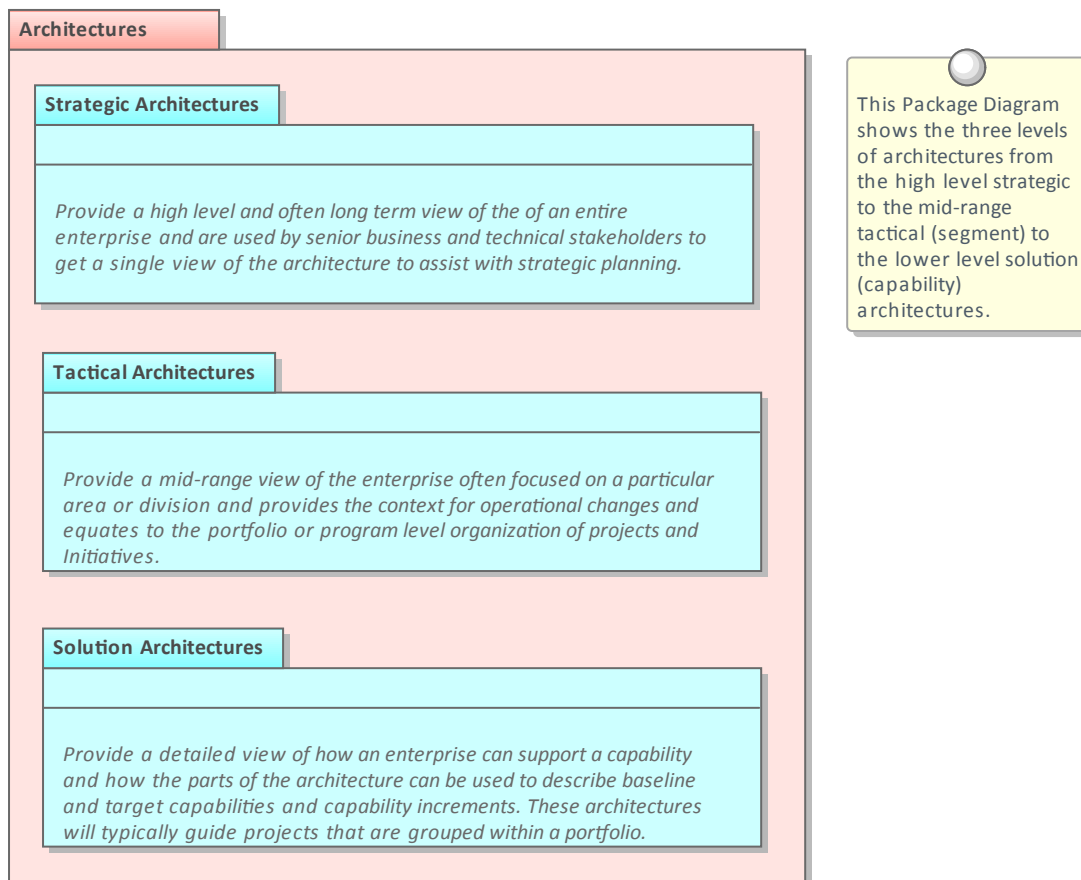 Architectures
Strategic Architectures
Provide a high level and often long term view of the of an entire
enterprise and are used by senior business and technical stakeholders to
get a single view of the architecture to assist with strategic planning.
Tactical Architectures
Provide a mid-range view of the enterprise often focused on a particular
area or division and provides the context for operational changes and
equates to the portfolio or program level organization of projects and
Initiatives.
Solution Architectures
Provide a detailed view of how an enterprise can support a capability
and how the parts of the architecture can be used to describe baseline
and target capabilities and capability increments. These architectures
will typically guide projects that are grouped within a portfolio.
This Package Diagram
shows the three levels
of architectures from
the high level strategic
to the mid-range
tactical (segment) to
the lower level solution
(capability)
architectures.